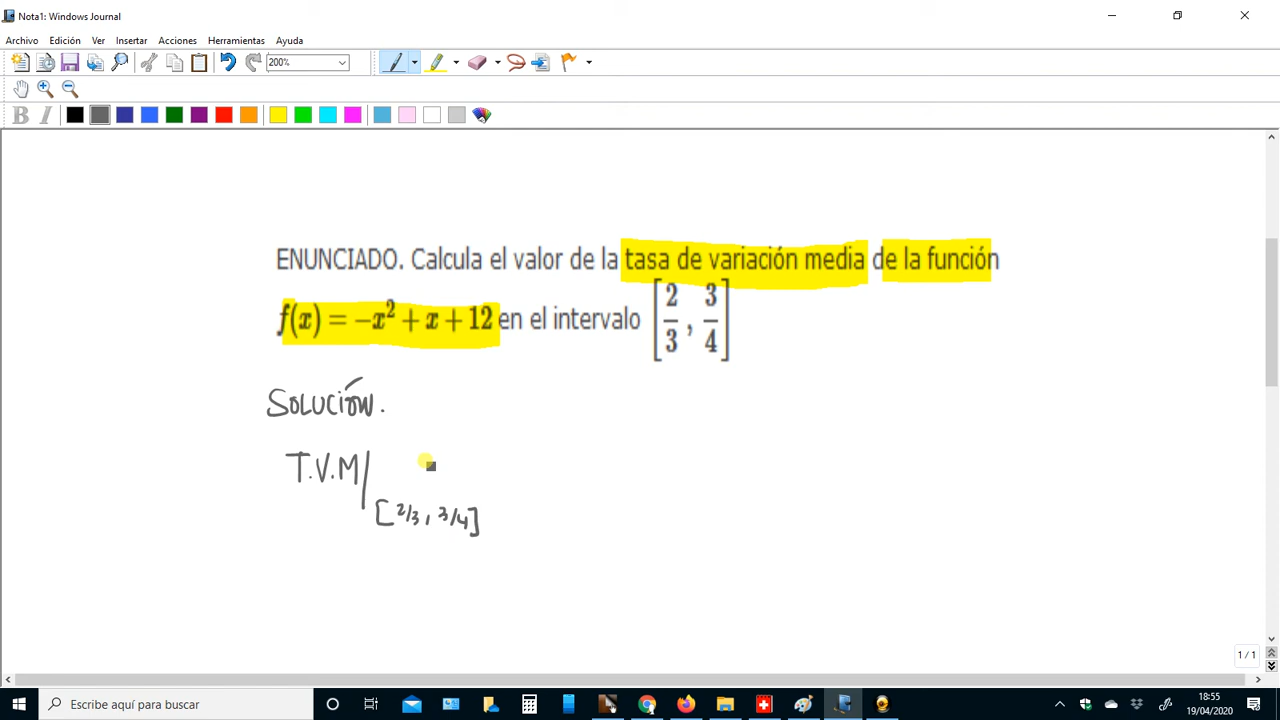 Nota1: Windows Journal
Archivo Edición Ver Insertar Acciones Herramientas Ayuda
200%
B I
ENUNCIADO. Calcula el valor de la tasa de variación media de la función
f(x) = −x² + x + 12 en el intervalo [2/3, 3/4]
SOLUCIÓN.
T.V.M/
[2/3, 3/4]
1 / 1
Escribe aquí para buscar
18:55
19/04/2020